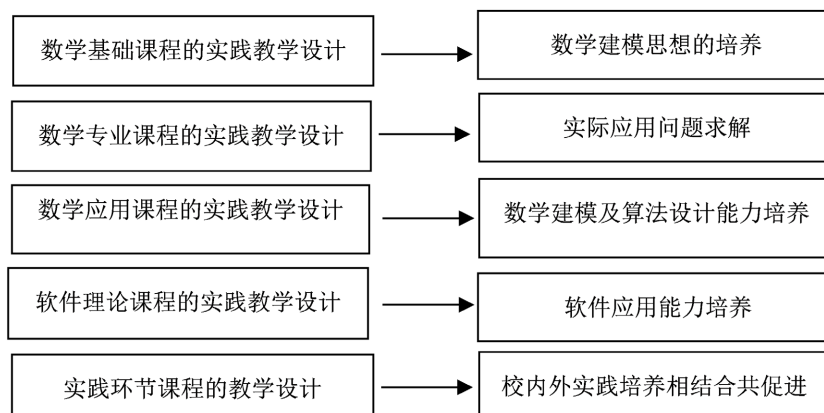 数学基础课程的实践教学设计
数学建模思想的培养
数学专业课程的实践教学设计
实际应用问题求解
数学应用课程的实践教学设计
数学建模及算法设计能力培养
软件理论课程的实践教学设计
软件应用能力培养
实践环节课程的教学设计
校内外实践培养相结合共促进